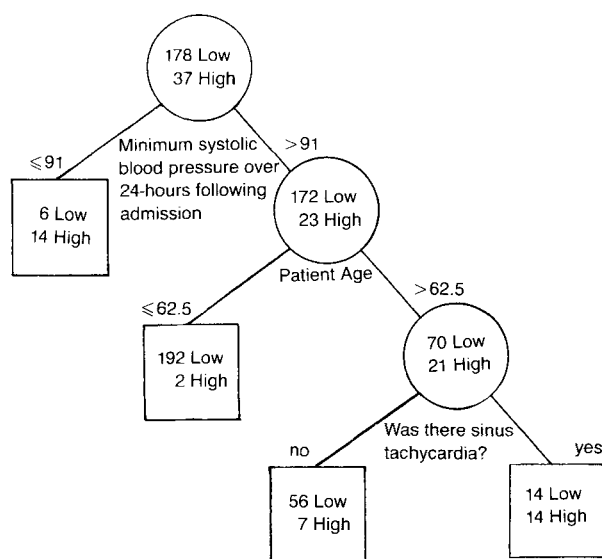 178 Low
37 High
≤91
Minimum systolic
blood pressure over
24-hours following
admission
>91
6 Low
14 High
172 Low
23 High
Patient Age
≤62.5
>62.5
192 Low
2 High
70 Low
21 High
Was there sinus
tachycardia?
no
yes
56 Low
7 High
14 Low
14 High